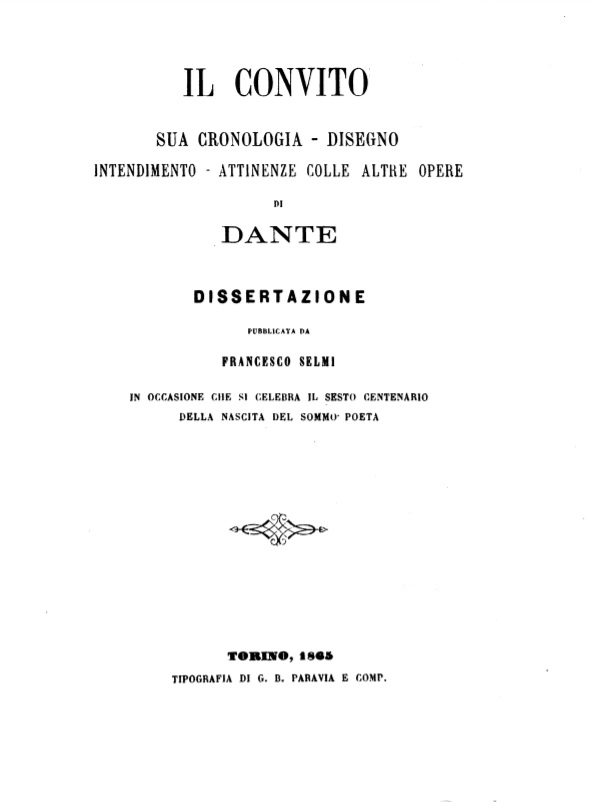 IL CONVITO
SUA CRONOLOGIA - DISEGNO
INTENDIMENTO - ATTINENZE COLLE ALTRE OPERE
DI
DANTE
DISSERTAZIONE
PUBBLICATA DA
FRANCESCO SELMI
IN OCCASIONE CHE SI CELEBRA IL SESTO CENTENARIO
DELLA NASCITA DEL SOMMO POETA
TORINO, 1865
TIPOGRAFIA DI G. B. PARAVIA E COMP.